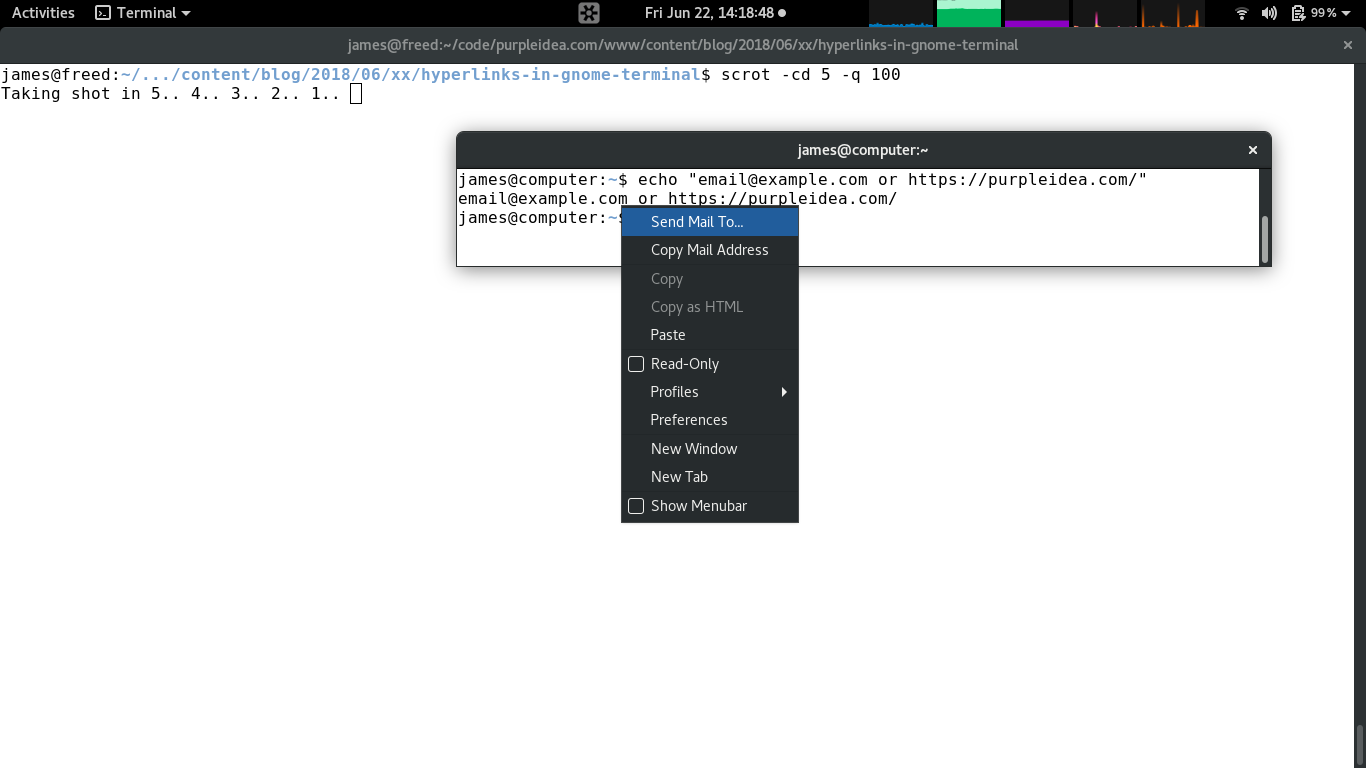 Activities Terminal Fri Jun 22, 14:18:48 99%
james@freed:~/code/purpleidea.com/www/content/blog/2018/06/xx/hyperlinks-in-gnome-terminal
james@freed:~/.../content/blog/2018/06/xx/hyperlinks-in-gnome-terminal$ scrot -cd 5 -q 100
Taking shot in 5.. 4.. 3.. 2.. 1..
james@computer:~
james@computer:~$ echo "email@example.com or https://purpleidea.com/"
email@example.com or https://purpleidea.com/
james@computer:~$
Send Mail To...
Copy Mail Address
Copy
Copy as HTML
Paste
Read-Only
Profiles
Preferences
New Window
New Tab
Show Menubar